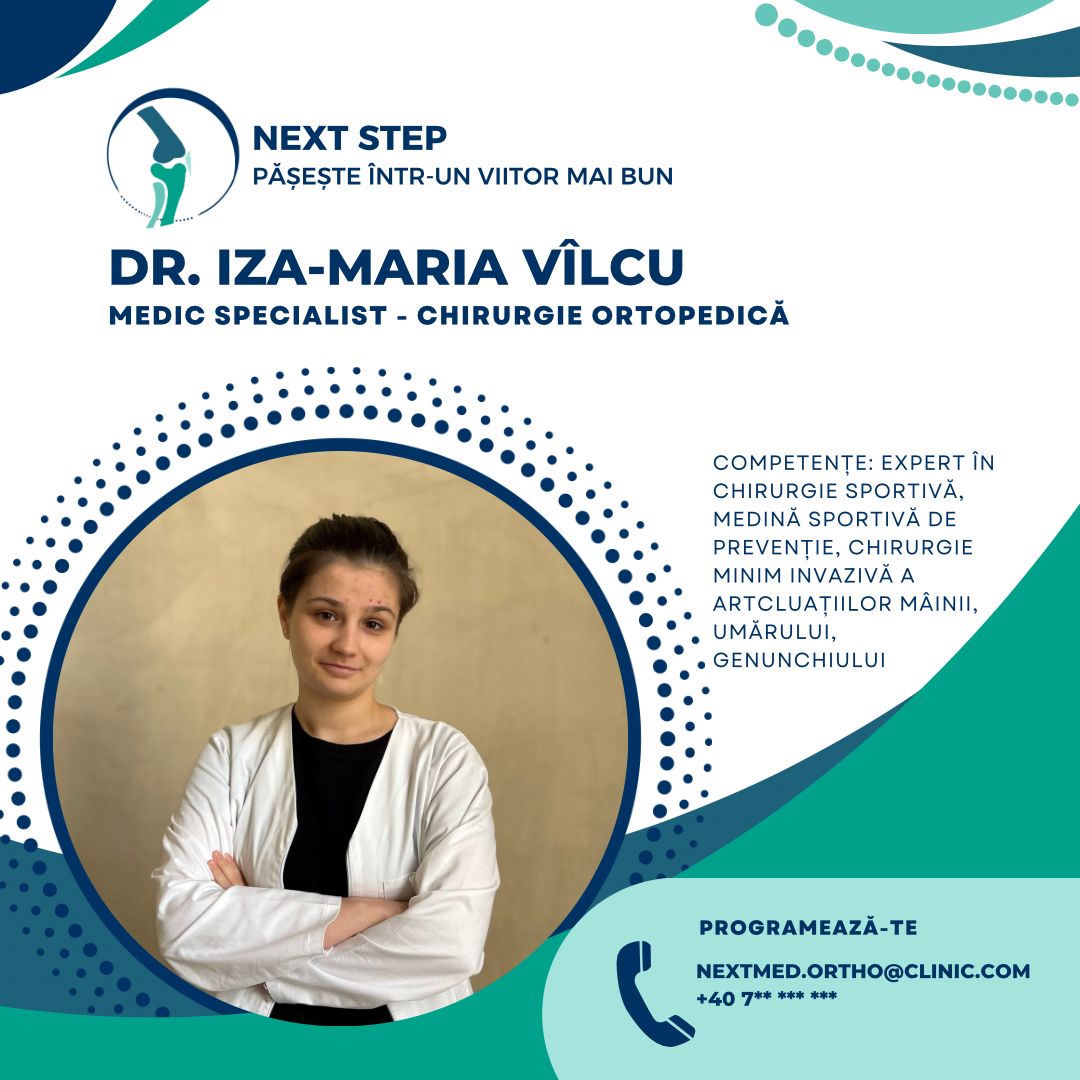 NEXT STEP
PĂȘEȘTE ÎNTR-UN VIITOR MAI BUN
DR. IZA-MARIA VÎLCU
MEDIC SPECIALIST - CHIRURGIE ORTOPEDICĂ
COMPETENȚE: EXPERT ÎN
CHIRURGIE SPORTIVĂ,
MEDINĂ SPORTIVĂ DE
PREVENȚIE, CHIRURGIE
MINIM INVAZIVĂ A
ARTCLUAȚIILOR MÂINII,
UMĂRULUI,
GENUNCHIULUI
PROGRAMEAZĂ-TE
NEXTMED.ORTHO@CLINIC.COM
+40 7** *** ***